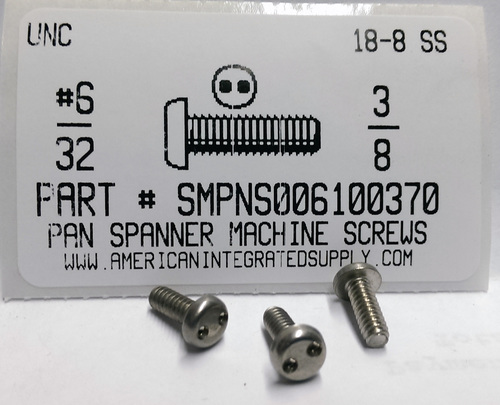 UNC 18-8 SS
#6/32 3/8
PART # SMPNS006100370
PAN SPANNER MACHINE SCREWS
WWW.AMERICANINTEGRATEDSUPPLY.COM